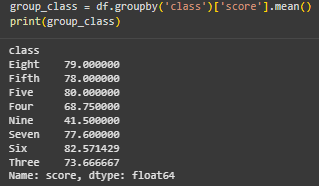 group_class = df.groupby('class')['score'].mean()
print(group_class)
class
Eight    79.000000
Fifth    78.000000
Five     80.000000
Four     68.750000
Nine     41.500000
Seven    77.600000
Six      82.571429
Three    73.666667
Name: score, dtype: float64